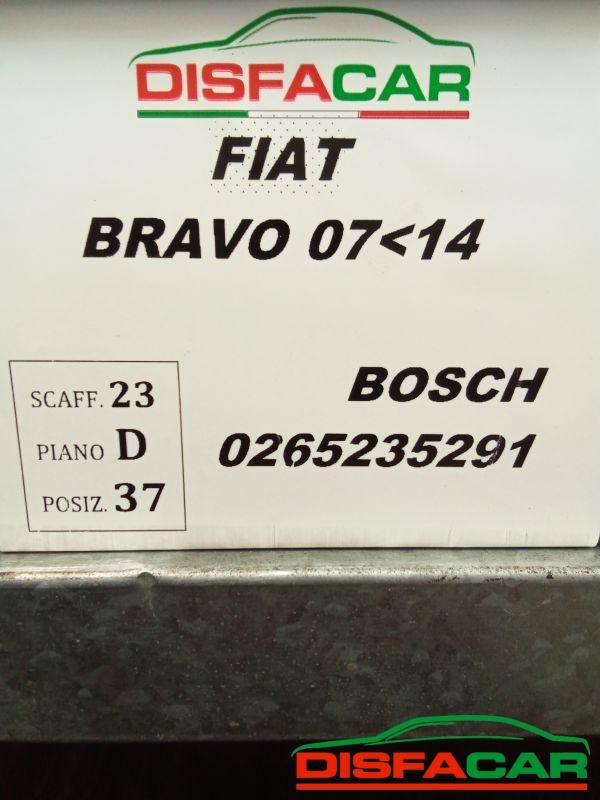 DISFACAR
FIAT
BRAVO 07<14
BOSCH
0265235291
SCAFF. 23
PIANO D
POSIZ. 37
DISFACAR